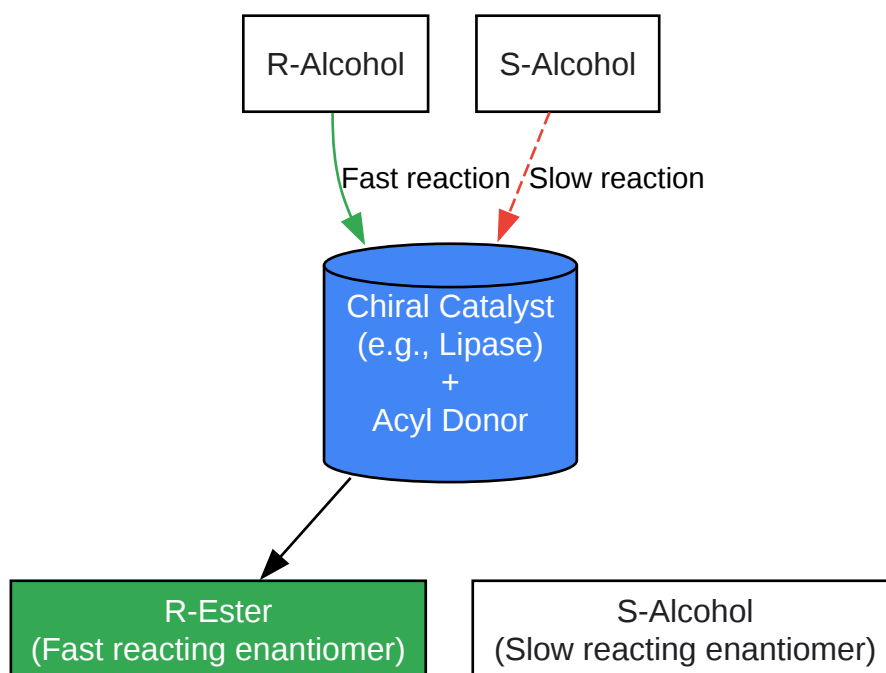 R-Alcohol
S-Alcohol
Fast reaction
Slow reaction
Chiral Catalyst
(e.g., Lipase)
+
Acyl Donor
R-Ester
(Fast reacting enantiomer)
S-Alcohol
(Slow reacting enantiomer)